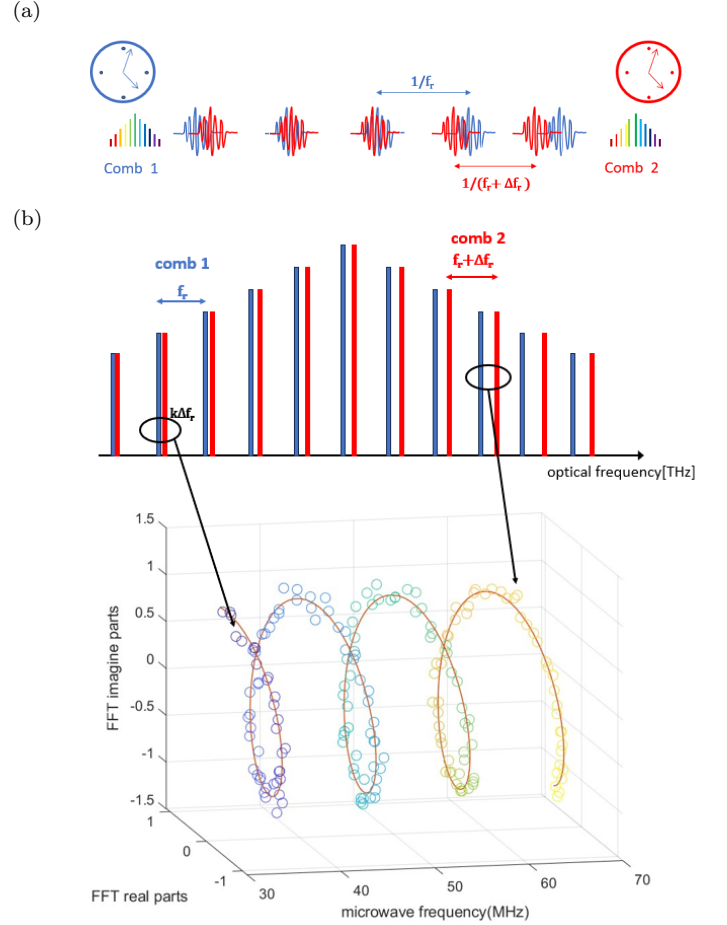 (a)
1/fᵣ
Comb 1
Comb 2
1/(fᵣ+ Δfᵣ)
(b)
comb 1
fᵣ
comb 2
fᵣ+Δfᵣ
kΔfᵣ
optical frequency[THz]
1.5
1
0.5
0
-0.5
-1
-1.5
FFT imagine parts
1
0
-1
FFT real parts
30
40
50
60
70
microwave frequency(MHz)